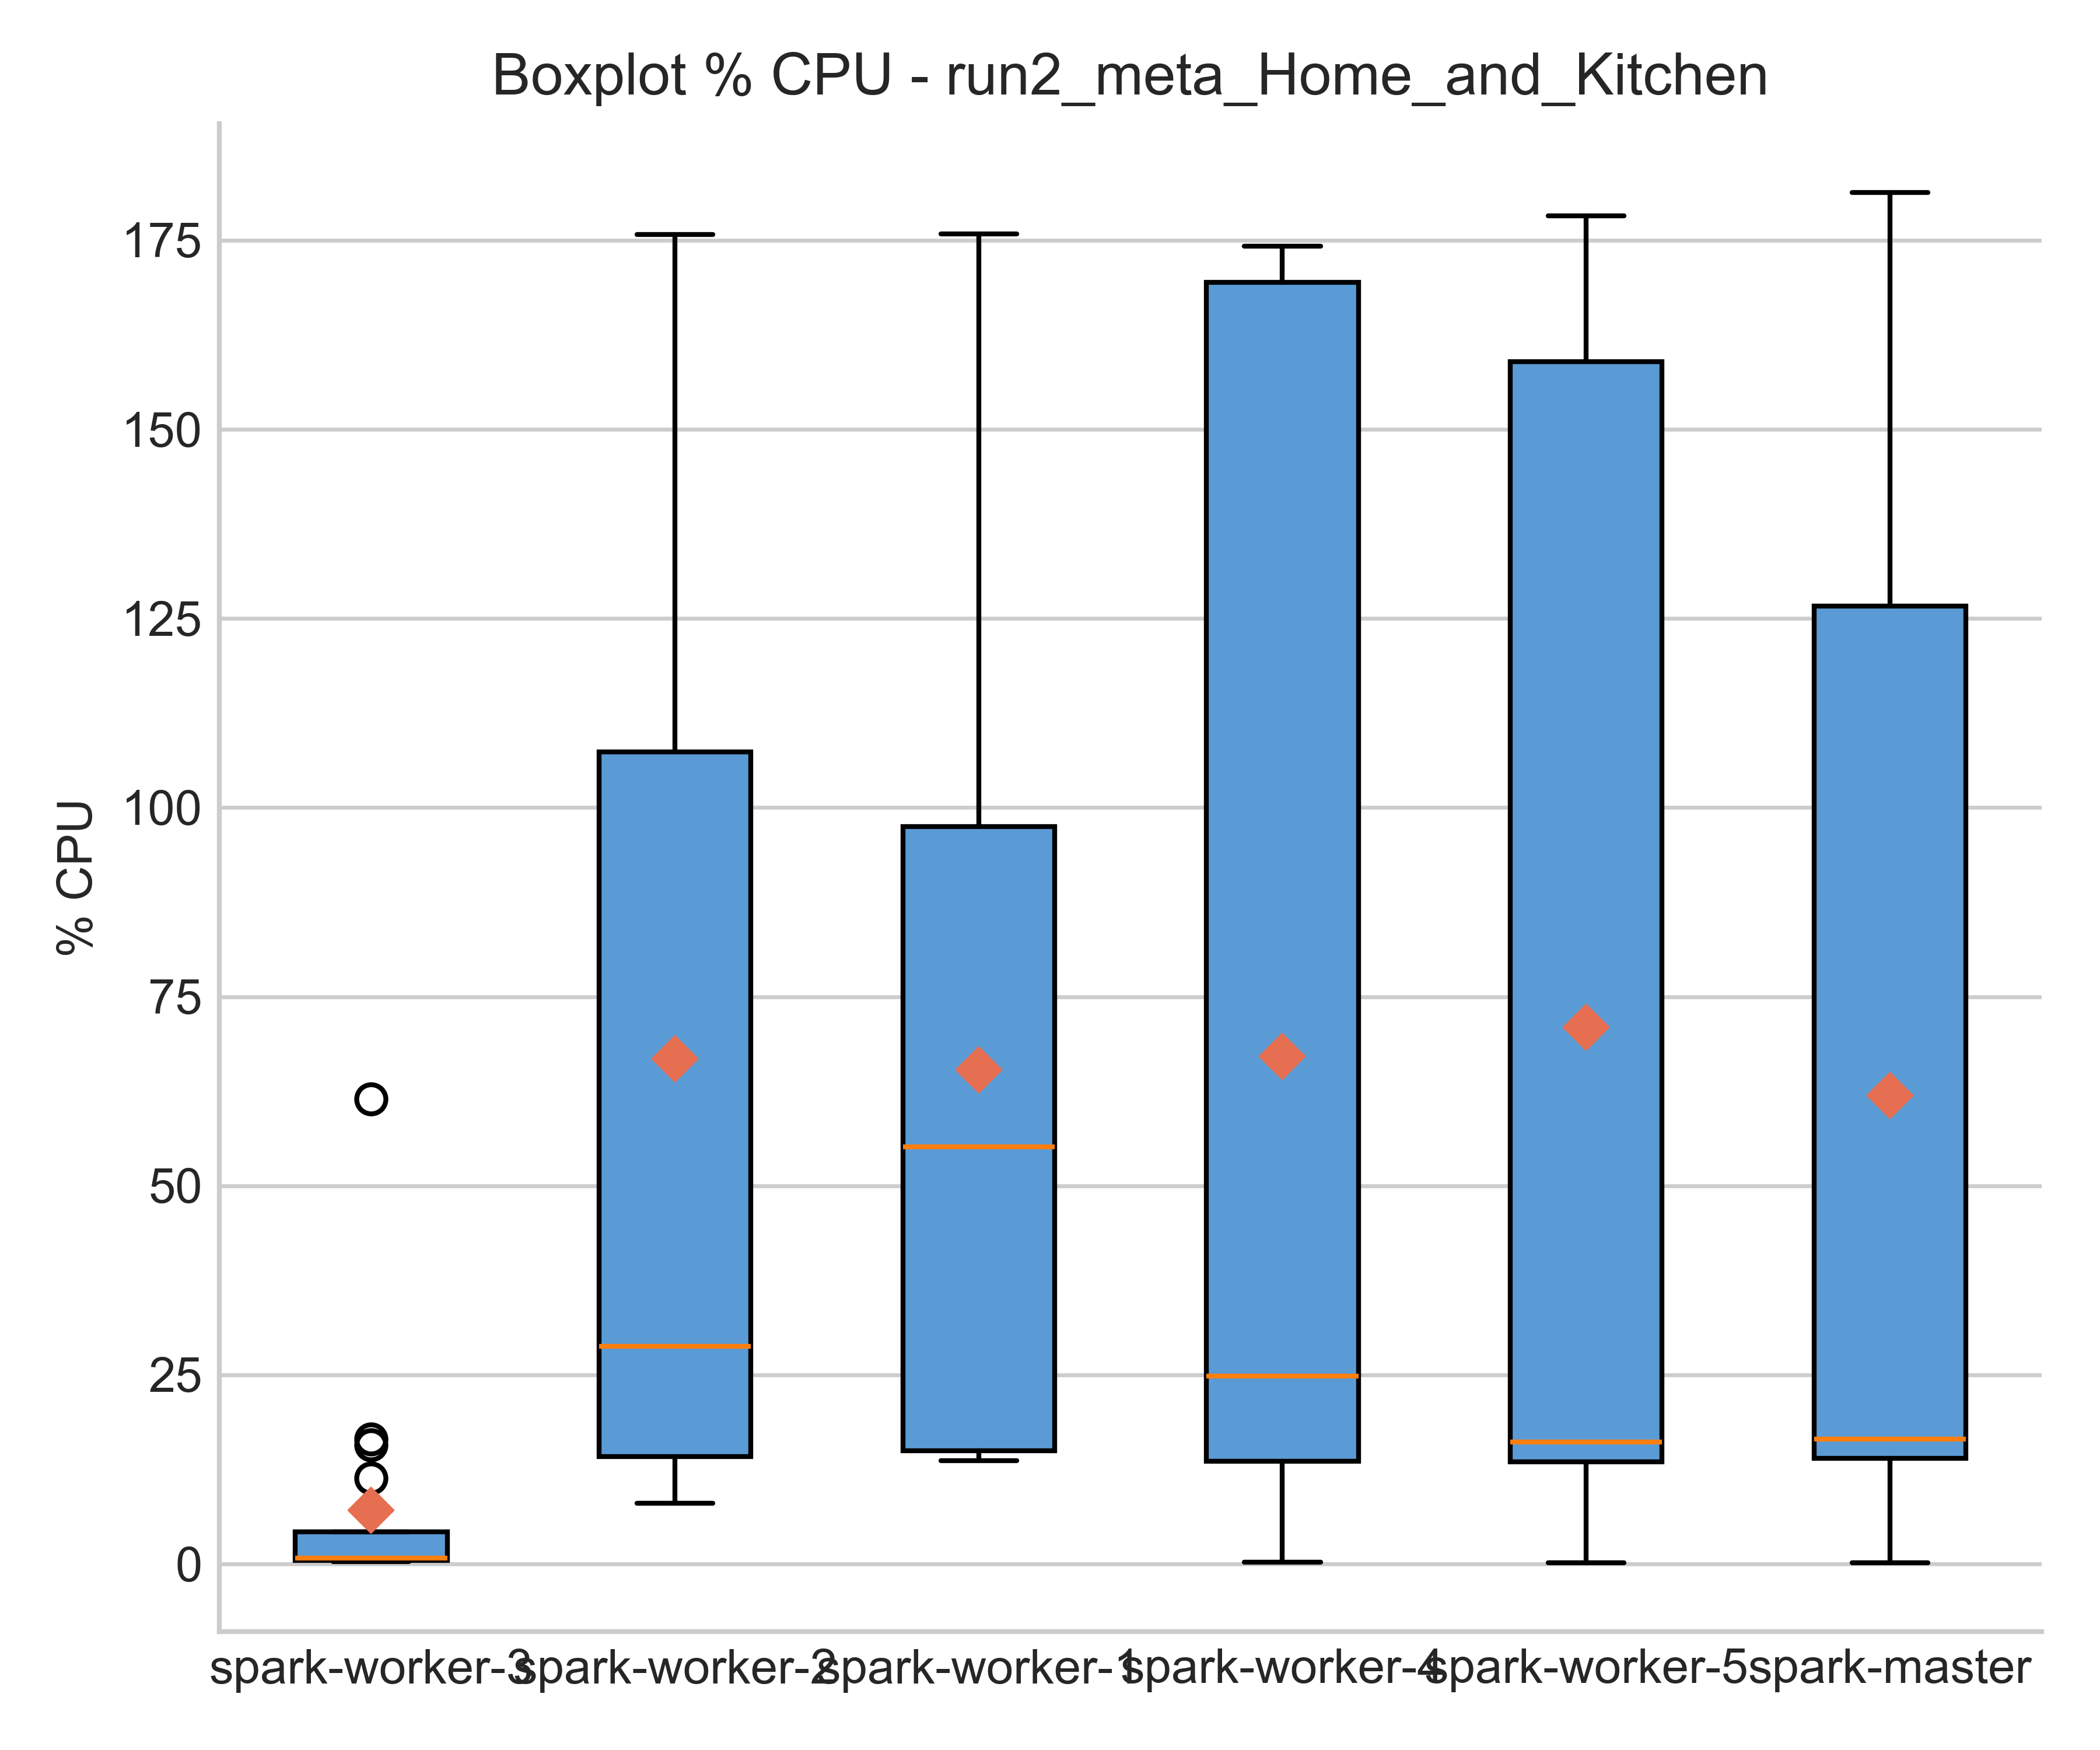 Boxplot % CPU - run2_meta_Home_and_Kitchen
% CPU
175
150
125
100
75
50
25
0
spark-worker-3 spark-worker-2 spark-worker-1 spark-worker-4 spark-worker-5 spark-master